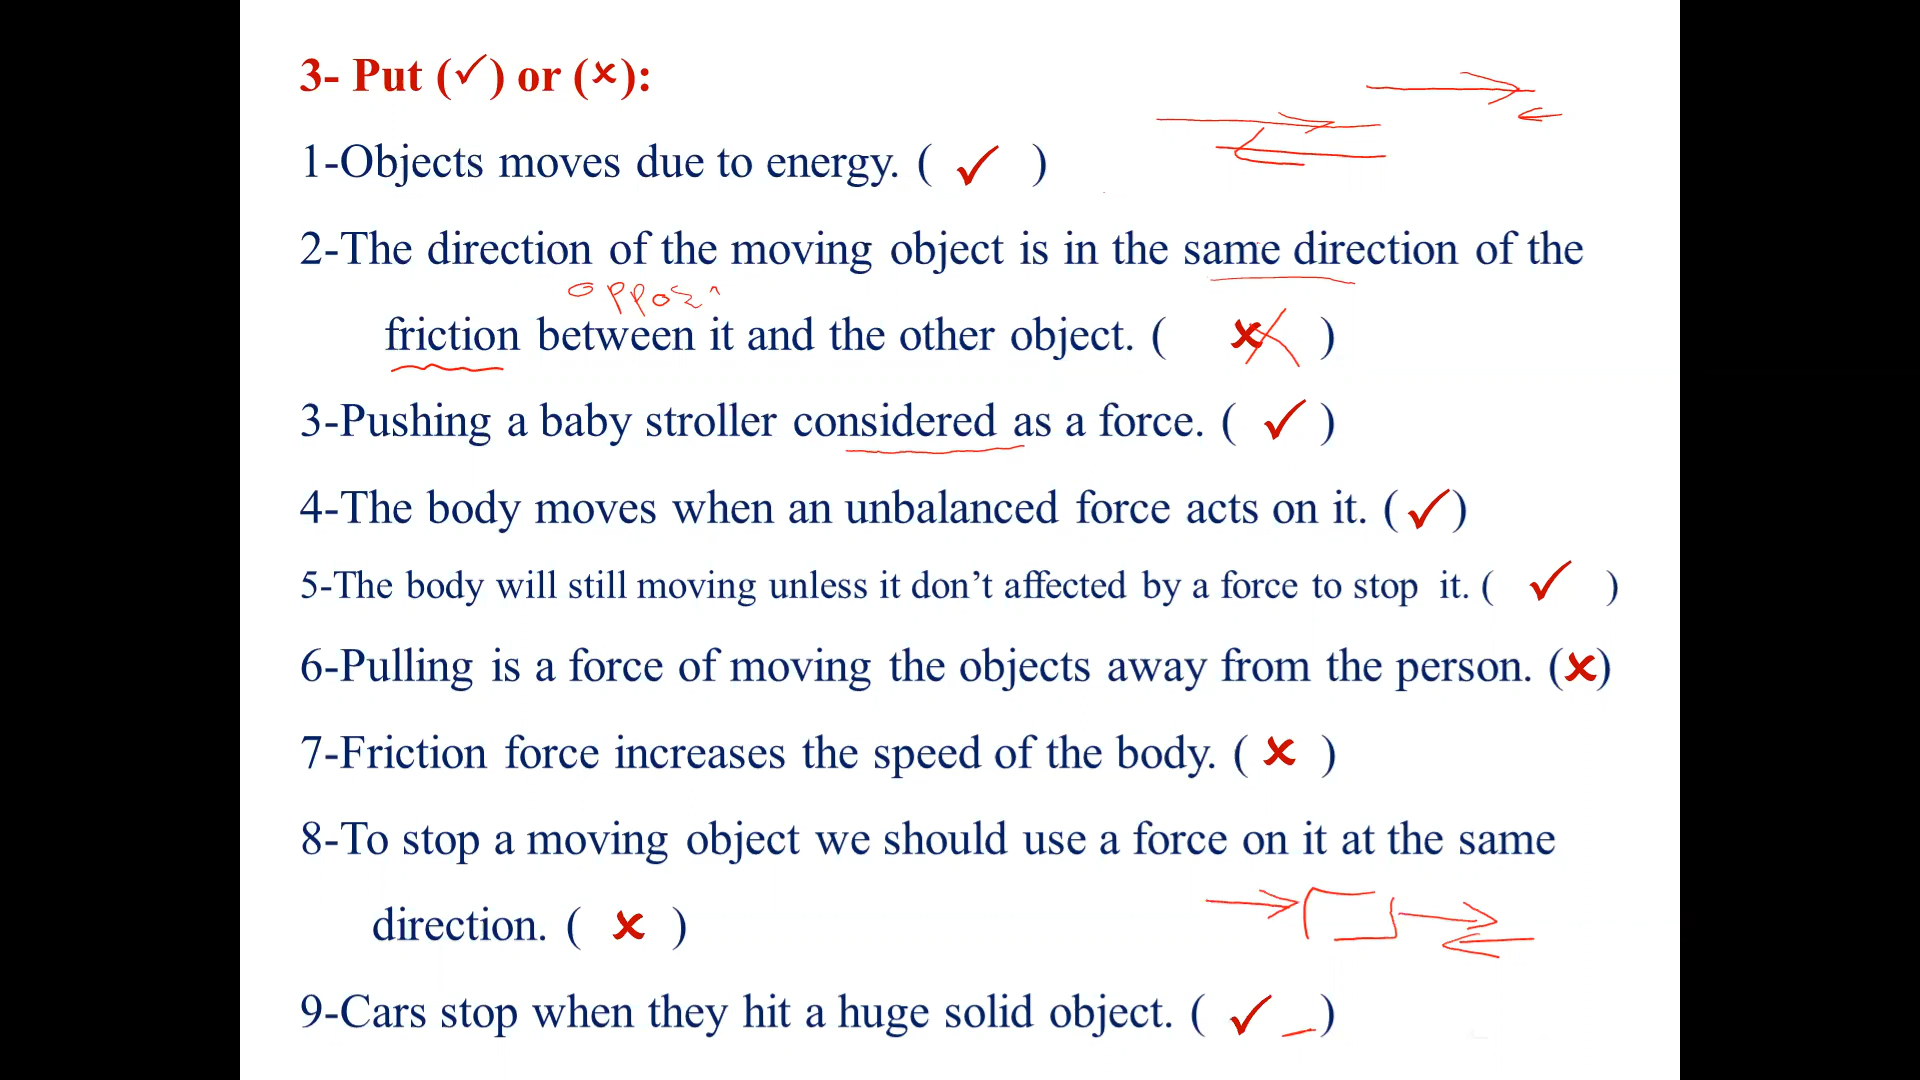 3- Put (✓) or (×):
1-Objects moves due to energy. ( ✓ )
2-The direction of the moving object is in the same direction of the
friction between it and the other object. ( × )
3-Pushing a baby stroller considered as a force. ( ✓ )
4-The body moves when an unbalanced force acts on it. (✓)
5-The body will still moving unless it don’t affected by a force to stop it. ( ✓ )
6-Pulling is a force of moving the objects away from the person. (×)
7-Friction force increases the speed of the body. ( × )
8-To stop a moving object we should use a force on it at the same
direction. ( × )
9-Cars stop when they hit a huge solid object. ( ✓ )